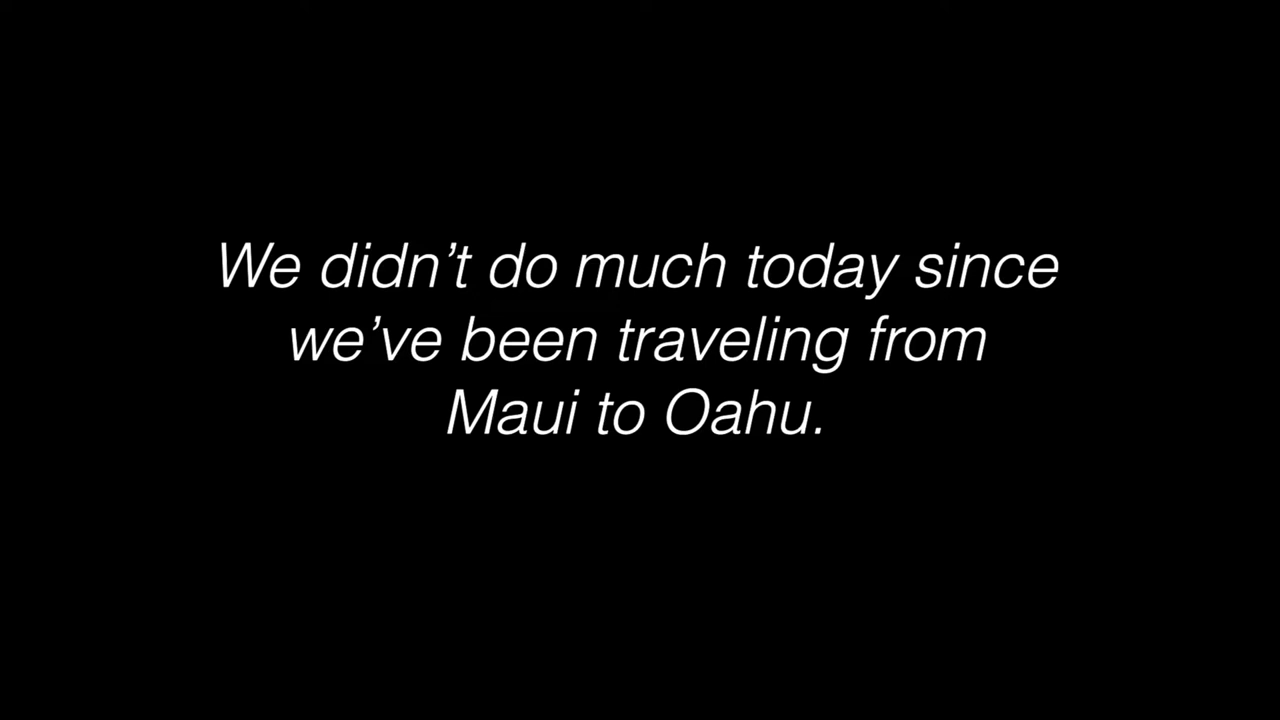 We didn’t do much today since
we’ve been traveling from
Maui to Oahu.